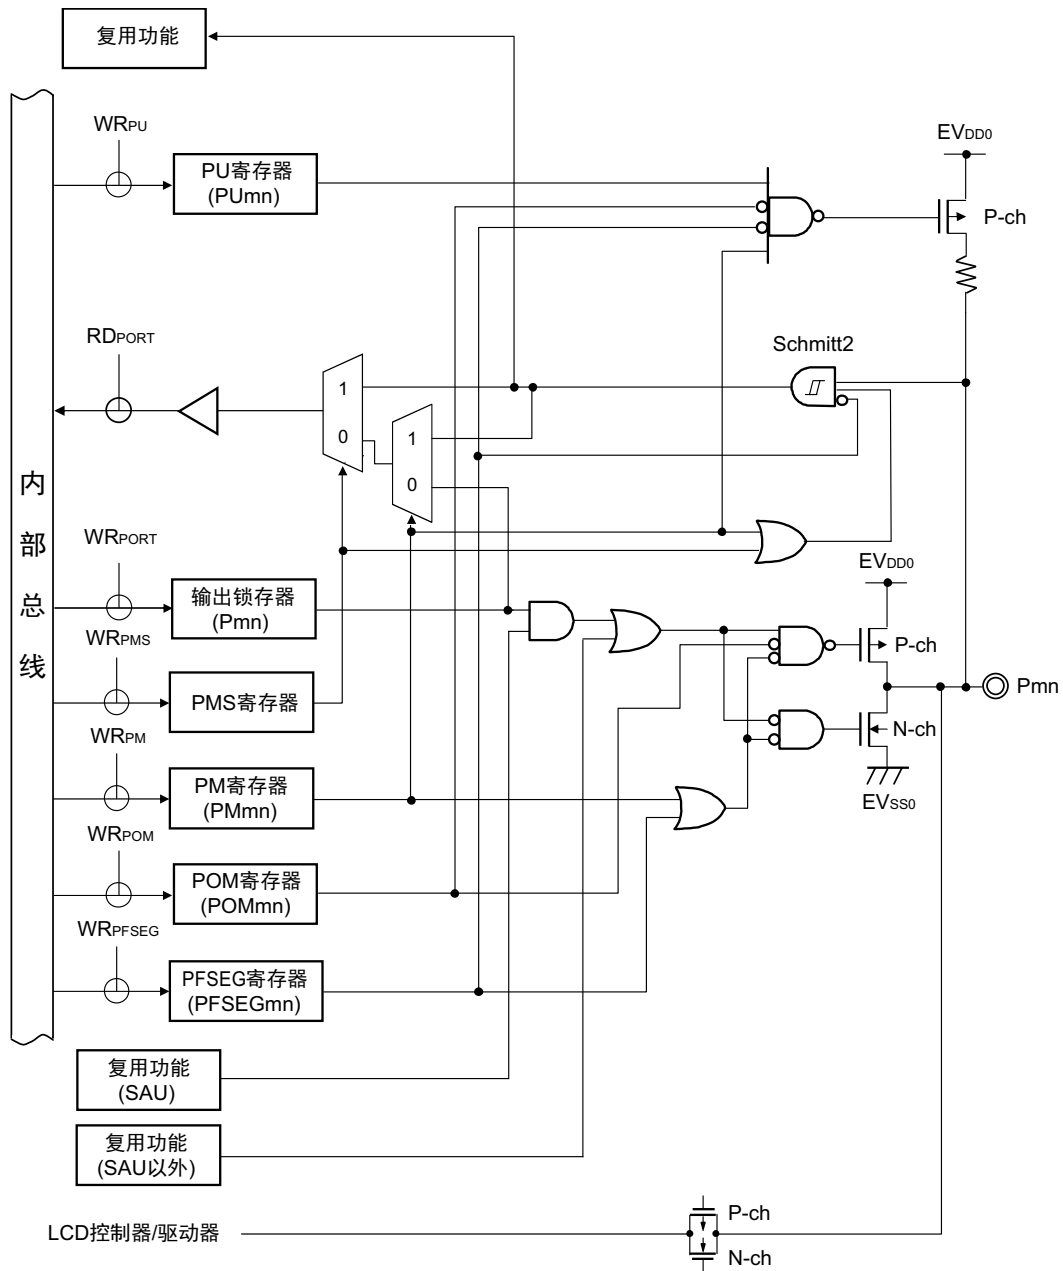 复用功能
WRPU
PU寄存器
(PUmn)
EVDD0
P-ch
RDPORT
Schmitt2
1
0
1
0
内
部
总
线
WRPORT
输出锁存器
(Pmn)
EVDD0
P-ch
WRPMS
PMS寄存器
Pmn
N-ch
EVSS0
WRPM
PM寄存器
(PMmn)
WRPOM
POM寄存器
(POMmn)
WRPFSEG
PFSEG寄存器
(PFSEGmn)
复用功能
(SAU)
复用功能
(SAU以外)
LCD控制器/驱动器
P-ch
N-ch